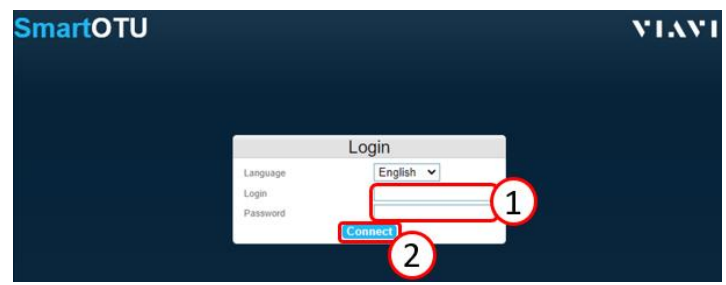 SmartOTU VIAVI
Login
Language English
Login
1
Password
Connect
2